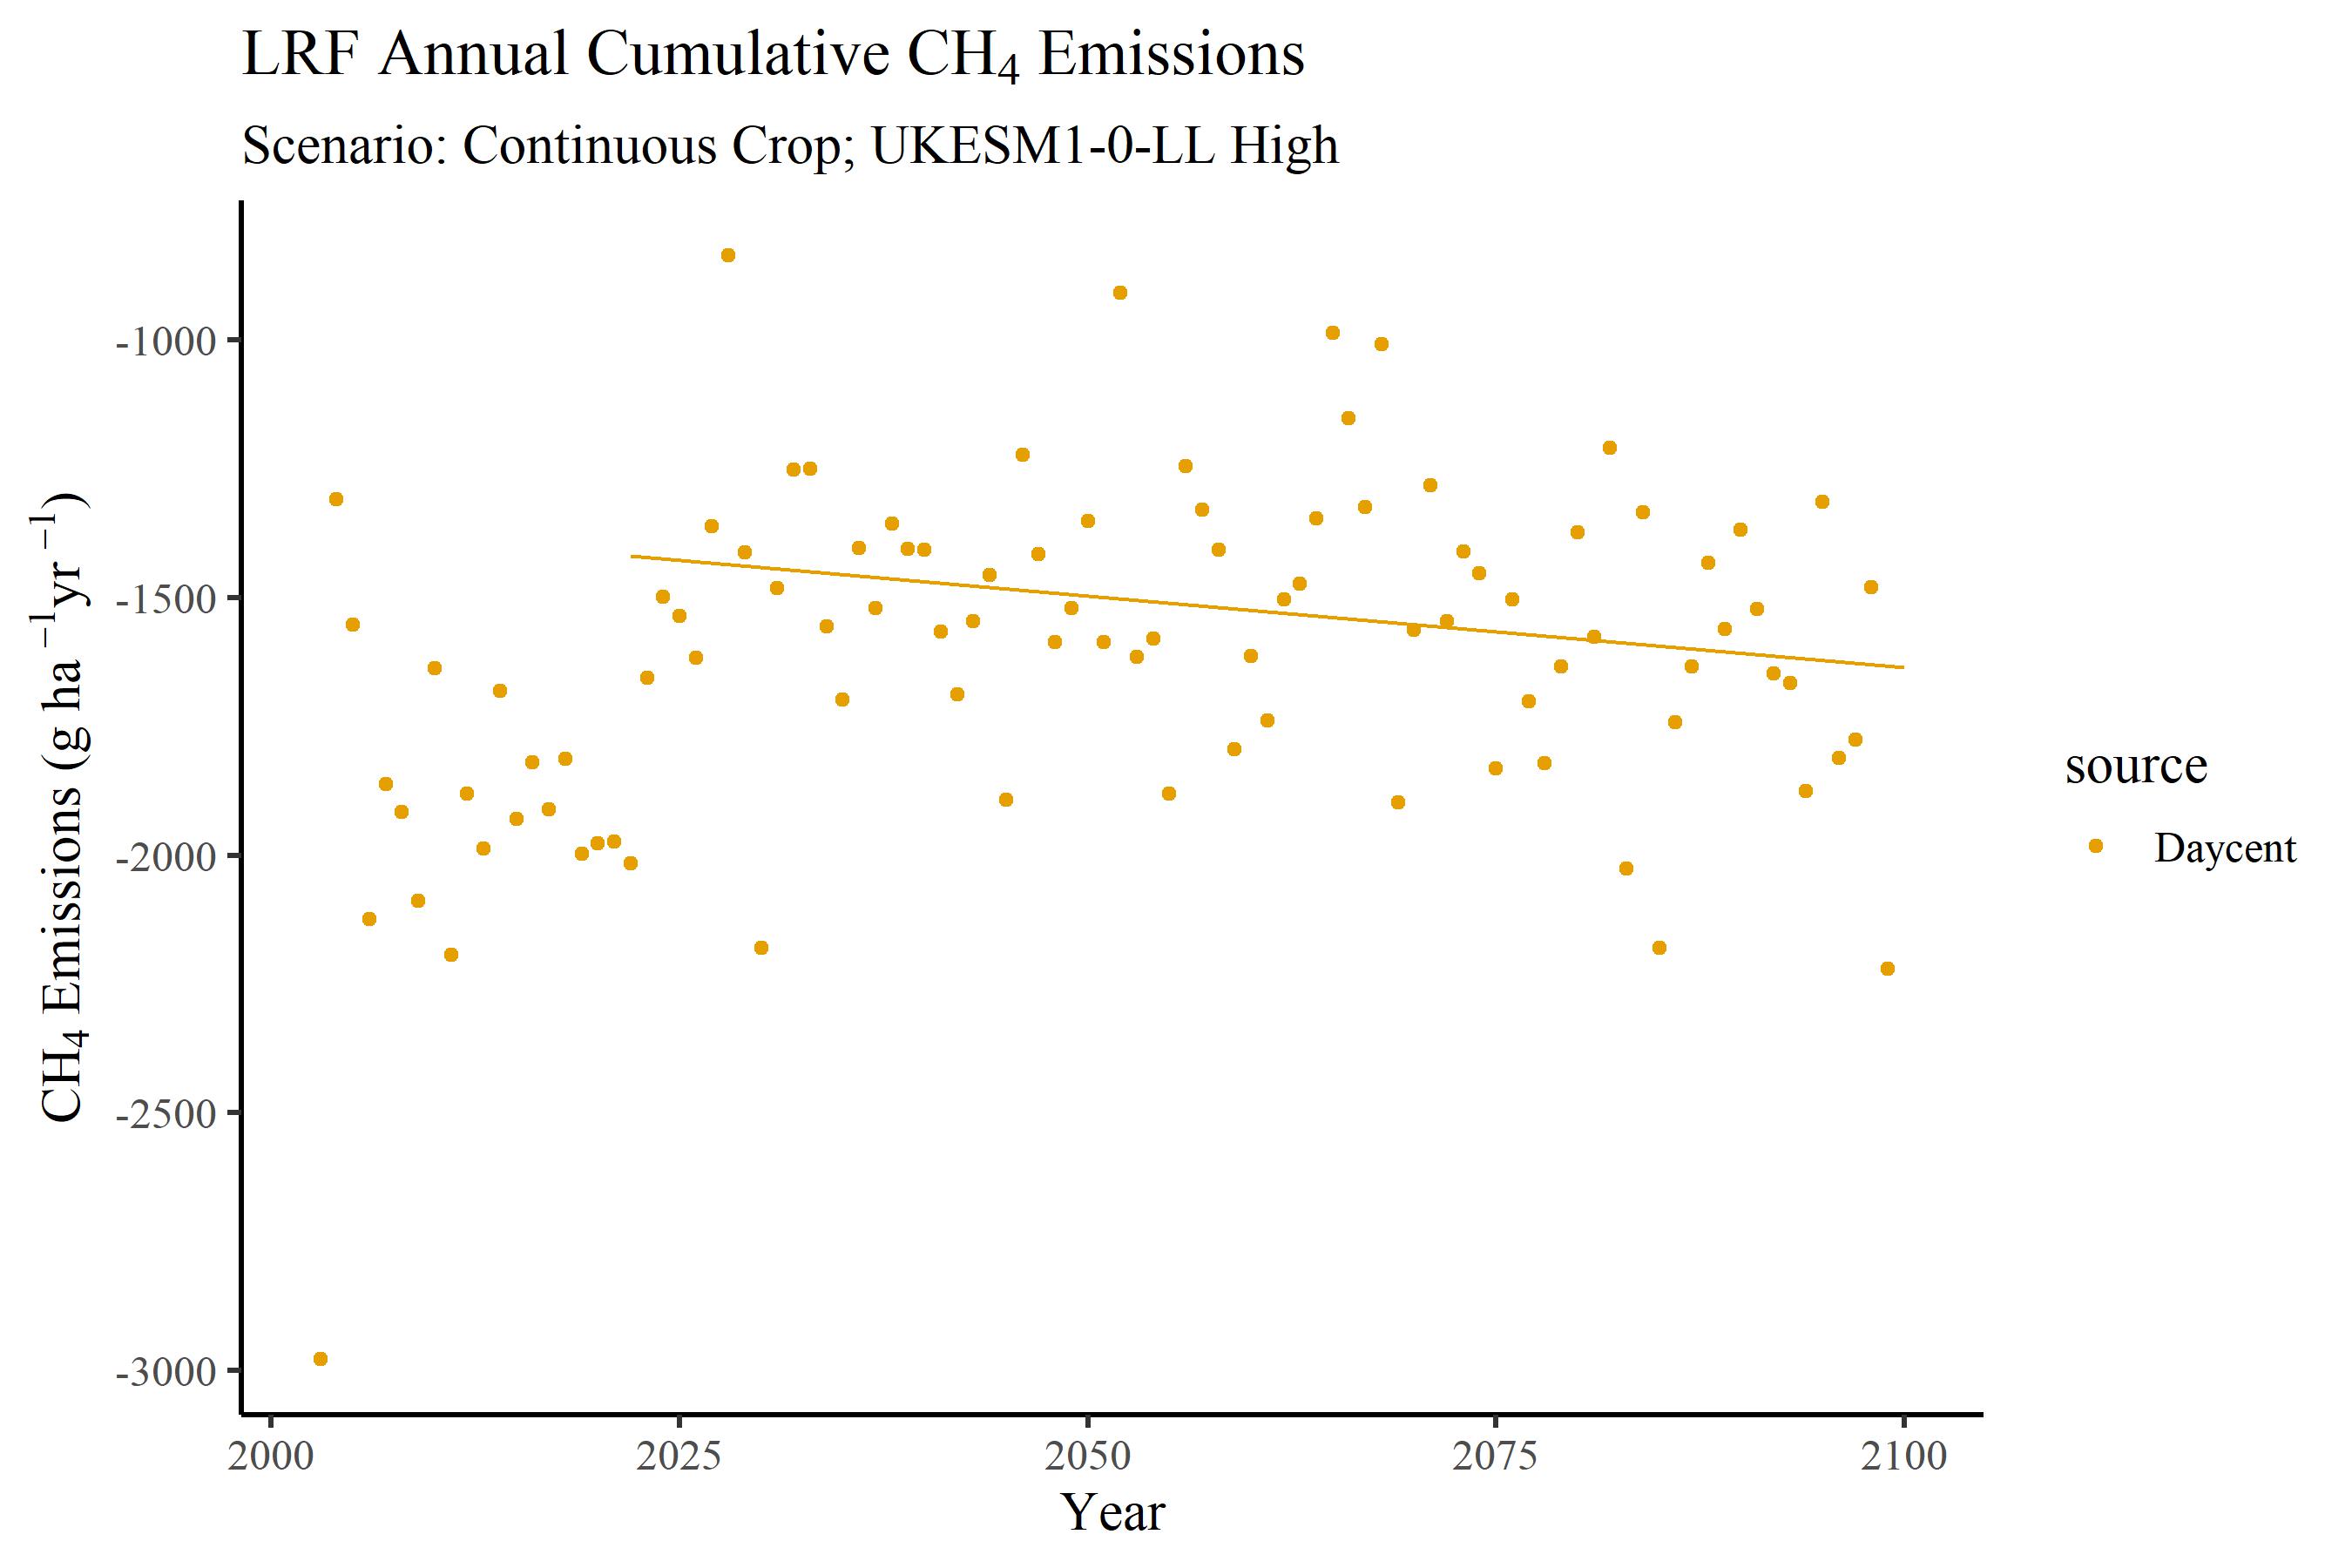 LRF Annual Cumulative CH₄ Emissions
Scenario: Continuous Crop; UKESM1-0-LL High
CH₄ Emissions (g ha⁻¹yr⁻¹)
-1000
-1500
-2000
-2500
-3000
2000 2025 2050 2075 2100
Year
source
Daycent